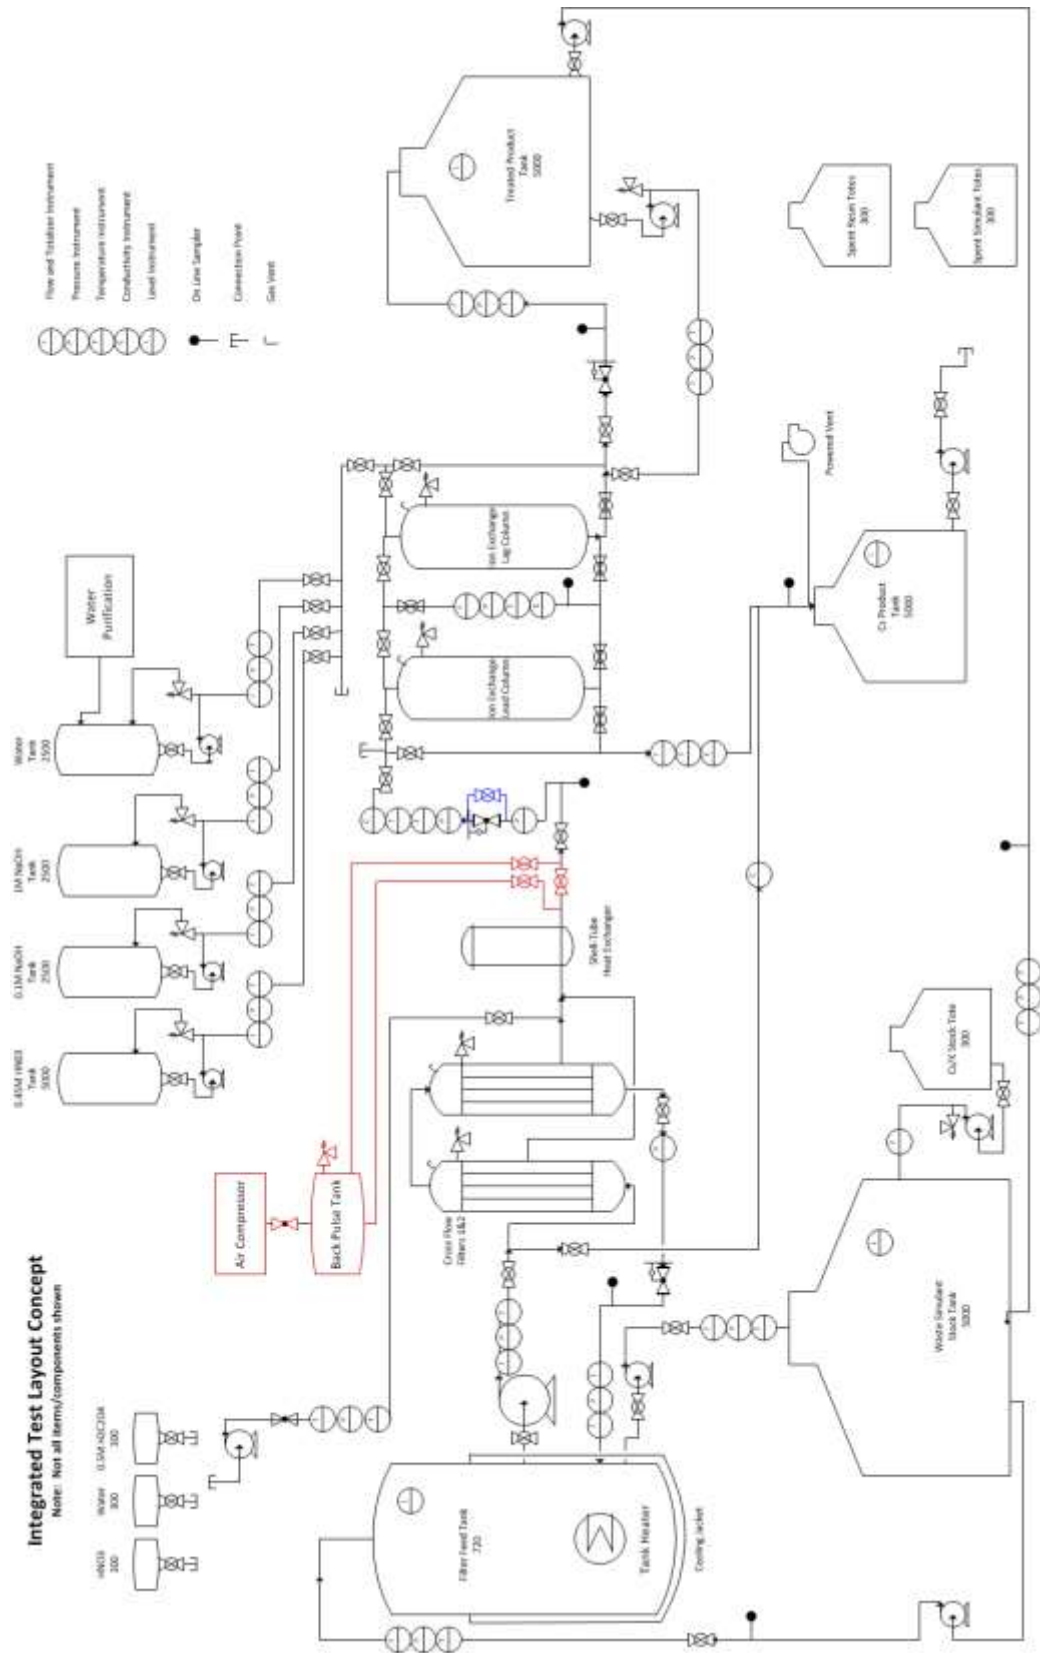 Integrated Test Layout Concept
Note: Not all items/components shown
HNO3
300
Water
300
0.5M H2C2O4
300
0.45M HNO3
Tank
5000
0.1M NaOH
Tank
2500
1M NaOH
Tank
2500
Water
Tank
2500
Water
Purification
Flow and Totalizer Instrument
Pressure Instrument
Temperature Instrument
Conductivity Instrument
Level Instrument
On Line Sampler
Connection Point
Gas Vent
Air Compressor
Back Pulse Tank
Filter Feed Tank
720
Tank Heater
Cooling Jacket
Cross Flow
Filters 1&2
Shell-Tube
Heat Exchanger
Ion Exchange
Lead Column
Ion Exchange
Lag Column
Treated Product
Tank
5000
Waste Simulant
Stock Tank
5000
Cs/K Stock Tote
300
Cs Product
Tank
5000
Powered Vent
Spent Resin Totes
300
Spent Simulant Totes
300